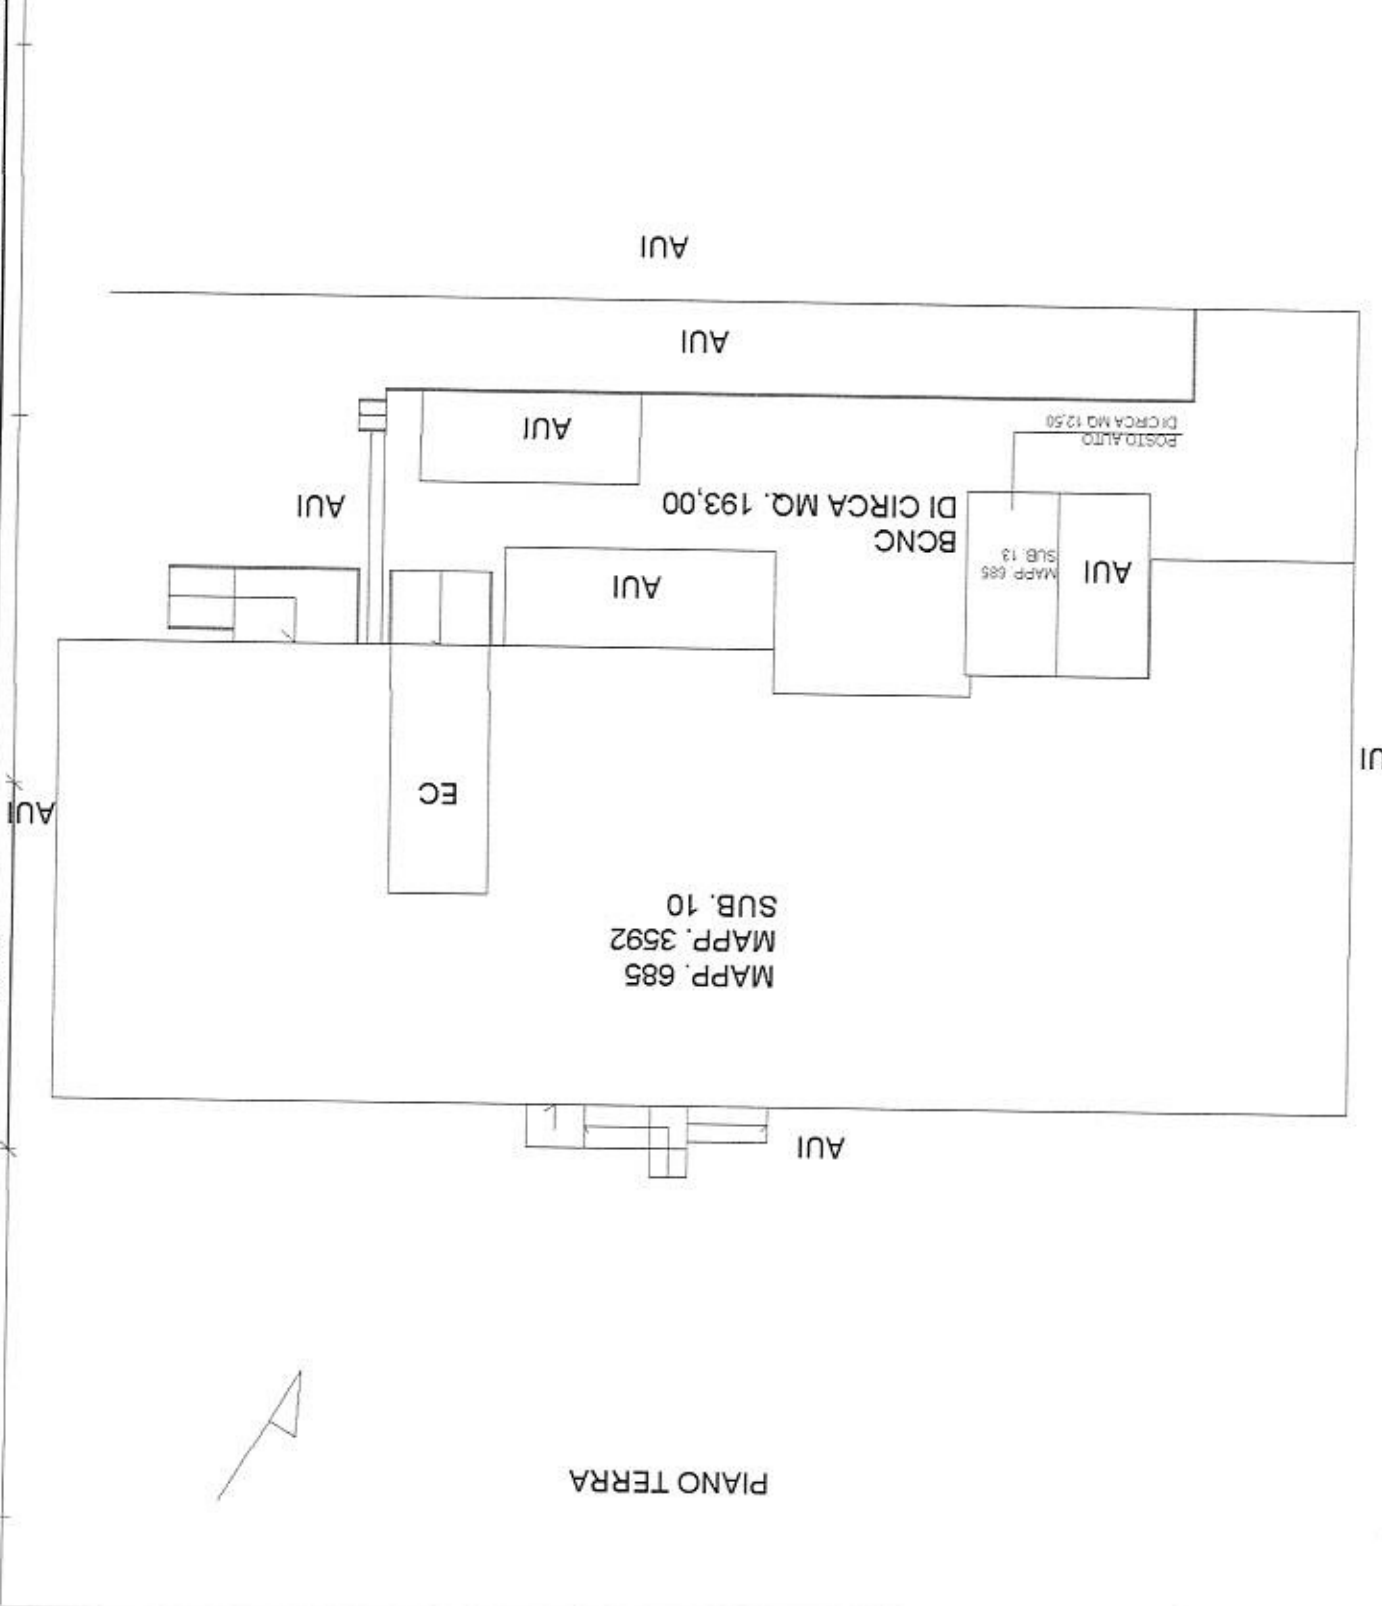 PIANO TERRA
AUI
MAPP. 685
MAPP. 3592
SUB. 10
AUI
EC
UI
AUI
MAPP. 685
SUB. 13
AUI
BCNC
DI CIRCA MQ. 193,00
AUI
POSTO AUTO
DI CIRCA MQ 12,50
AUI
AUI
AUI